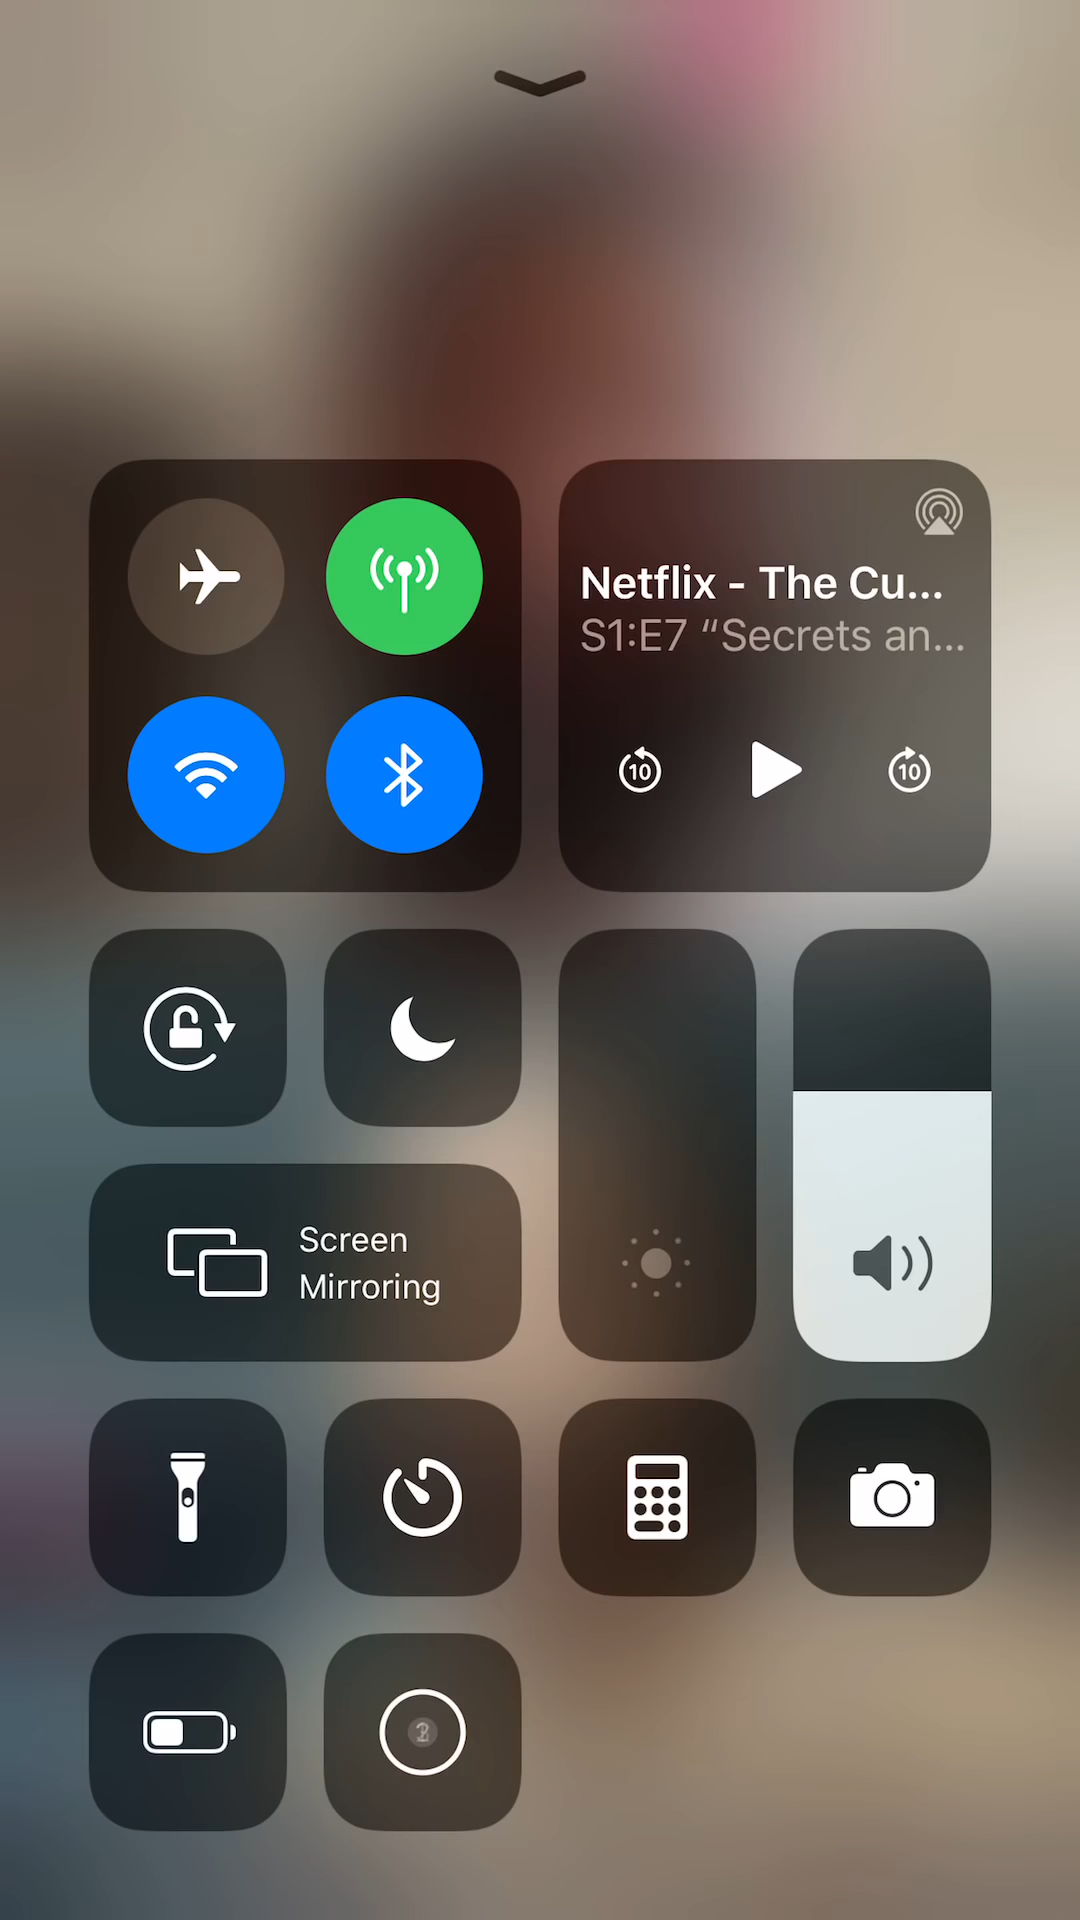 Netflix - The Cu...
S1:E7 “Secrets an...
10
10
Screen
Mirroring